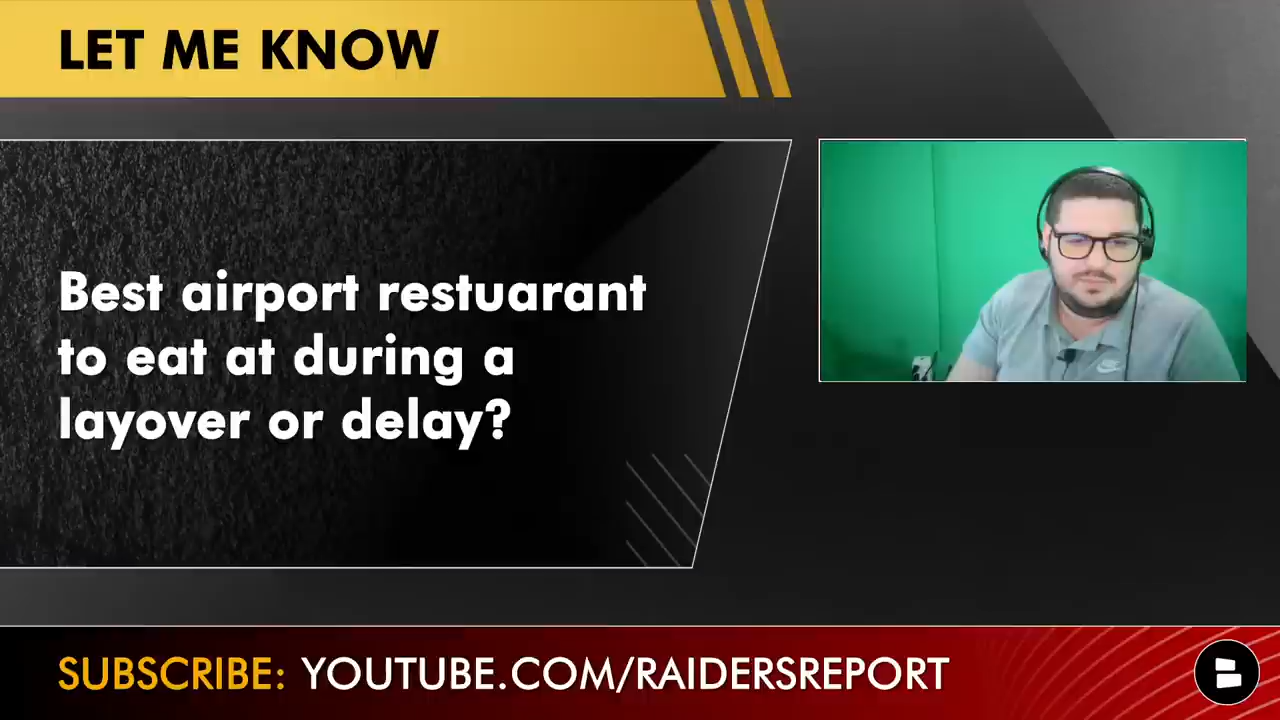 LET ME KNOW
Best airport restuarant
to eat at during a
layover or delay?
SUBSCRIBE: YOUTUBE.COM/RAIDERSREPORT